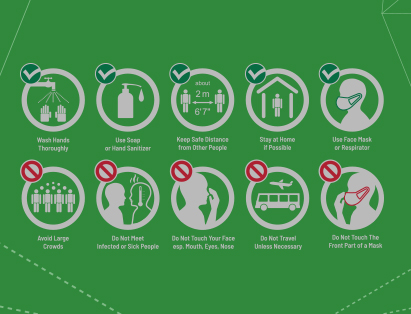 about
2 m
6'7"
Wash Hands
Thoroughly
Use Soap
or Hand Sanitizer
Keep Safe Distance
from Other People
Stay at Home
if Possible
Use Face Mask
or Respirator
Avoid Large
Crowds
Do Not Meet
Infected or Sick People
Do Not Touch Your Face
esp. Mouth, Eyes, Nose
Do Not Travel
Unless Necessary
Do Not Touch The
Front Part of a Mask